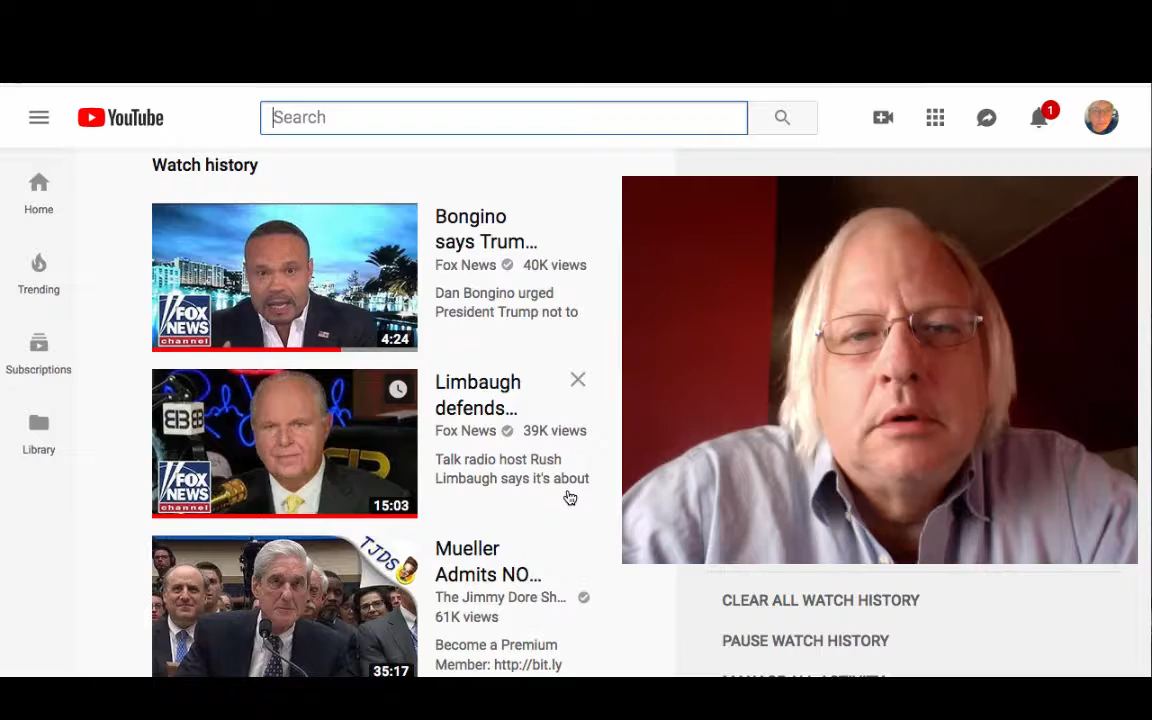 YouTube
Search
1
Home
Trending
Subscriptions
Library
Watch history
FOX
NEWS
channel
4:24
Bongino
says Trum...
Fox News 40K views
Dan Bongino urged
President Trump not to
EIB
FOX
NEWS
channel
15:03
Limbaugh
defends...
Fox News 39K views
Talk radio host Rush
Limbaugh says it's about
TJDS
35:17
Mueller
Admits NO...
The Jimmy Dore Sh...
61K views
Become a Premium
Member: http://bit.ly
CLEAR ALL WATCH HISTORY
PAUSE WATCH HISTORY